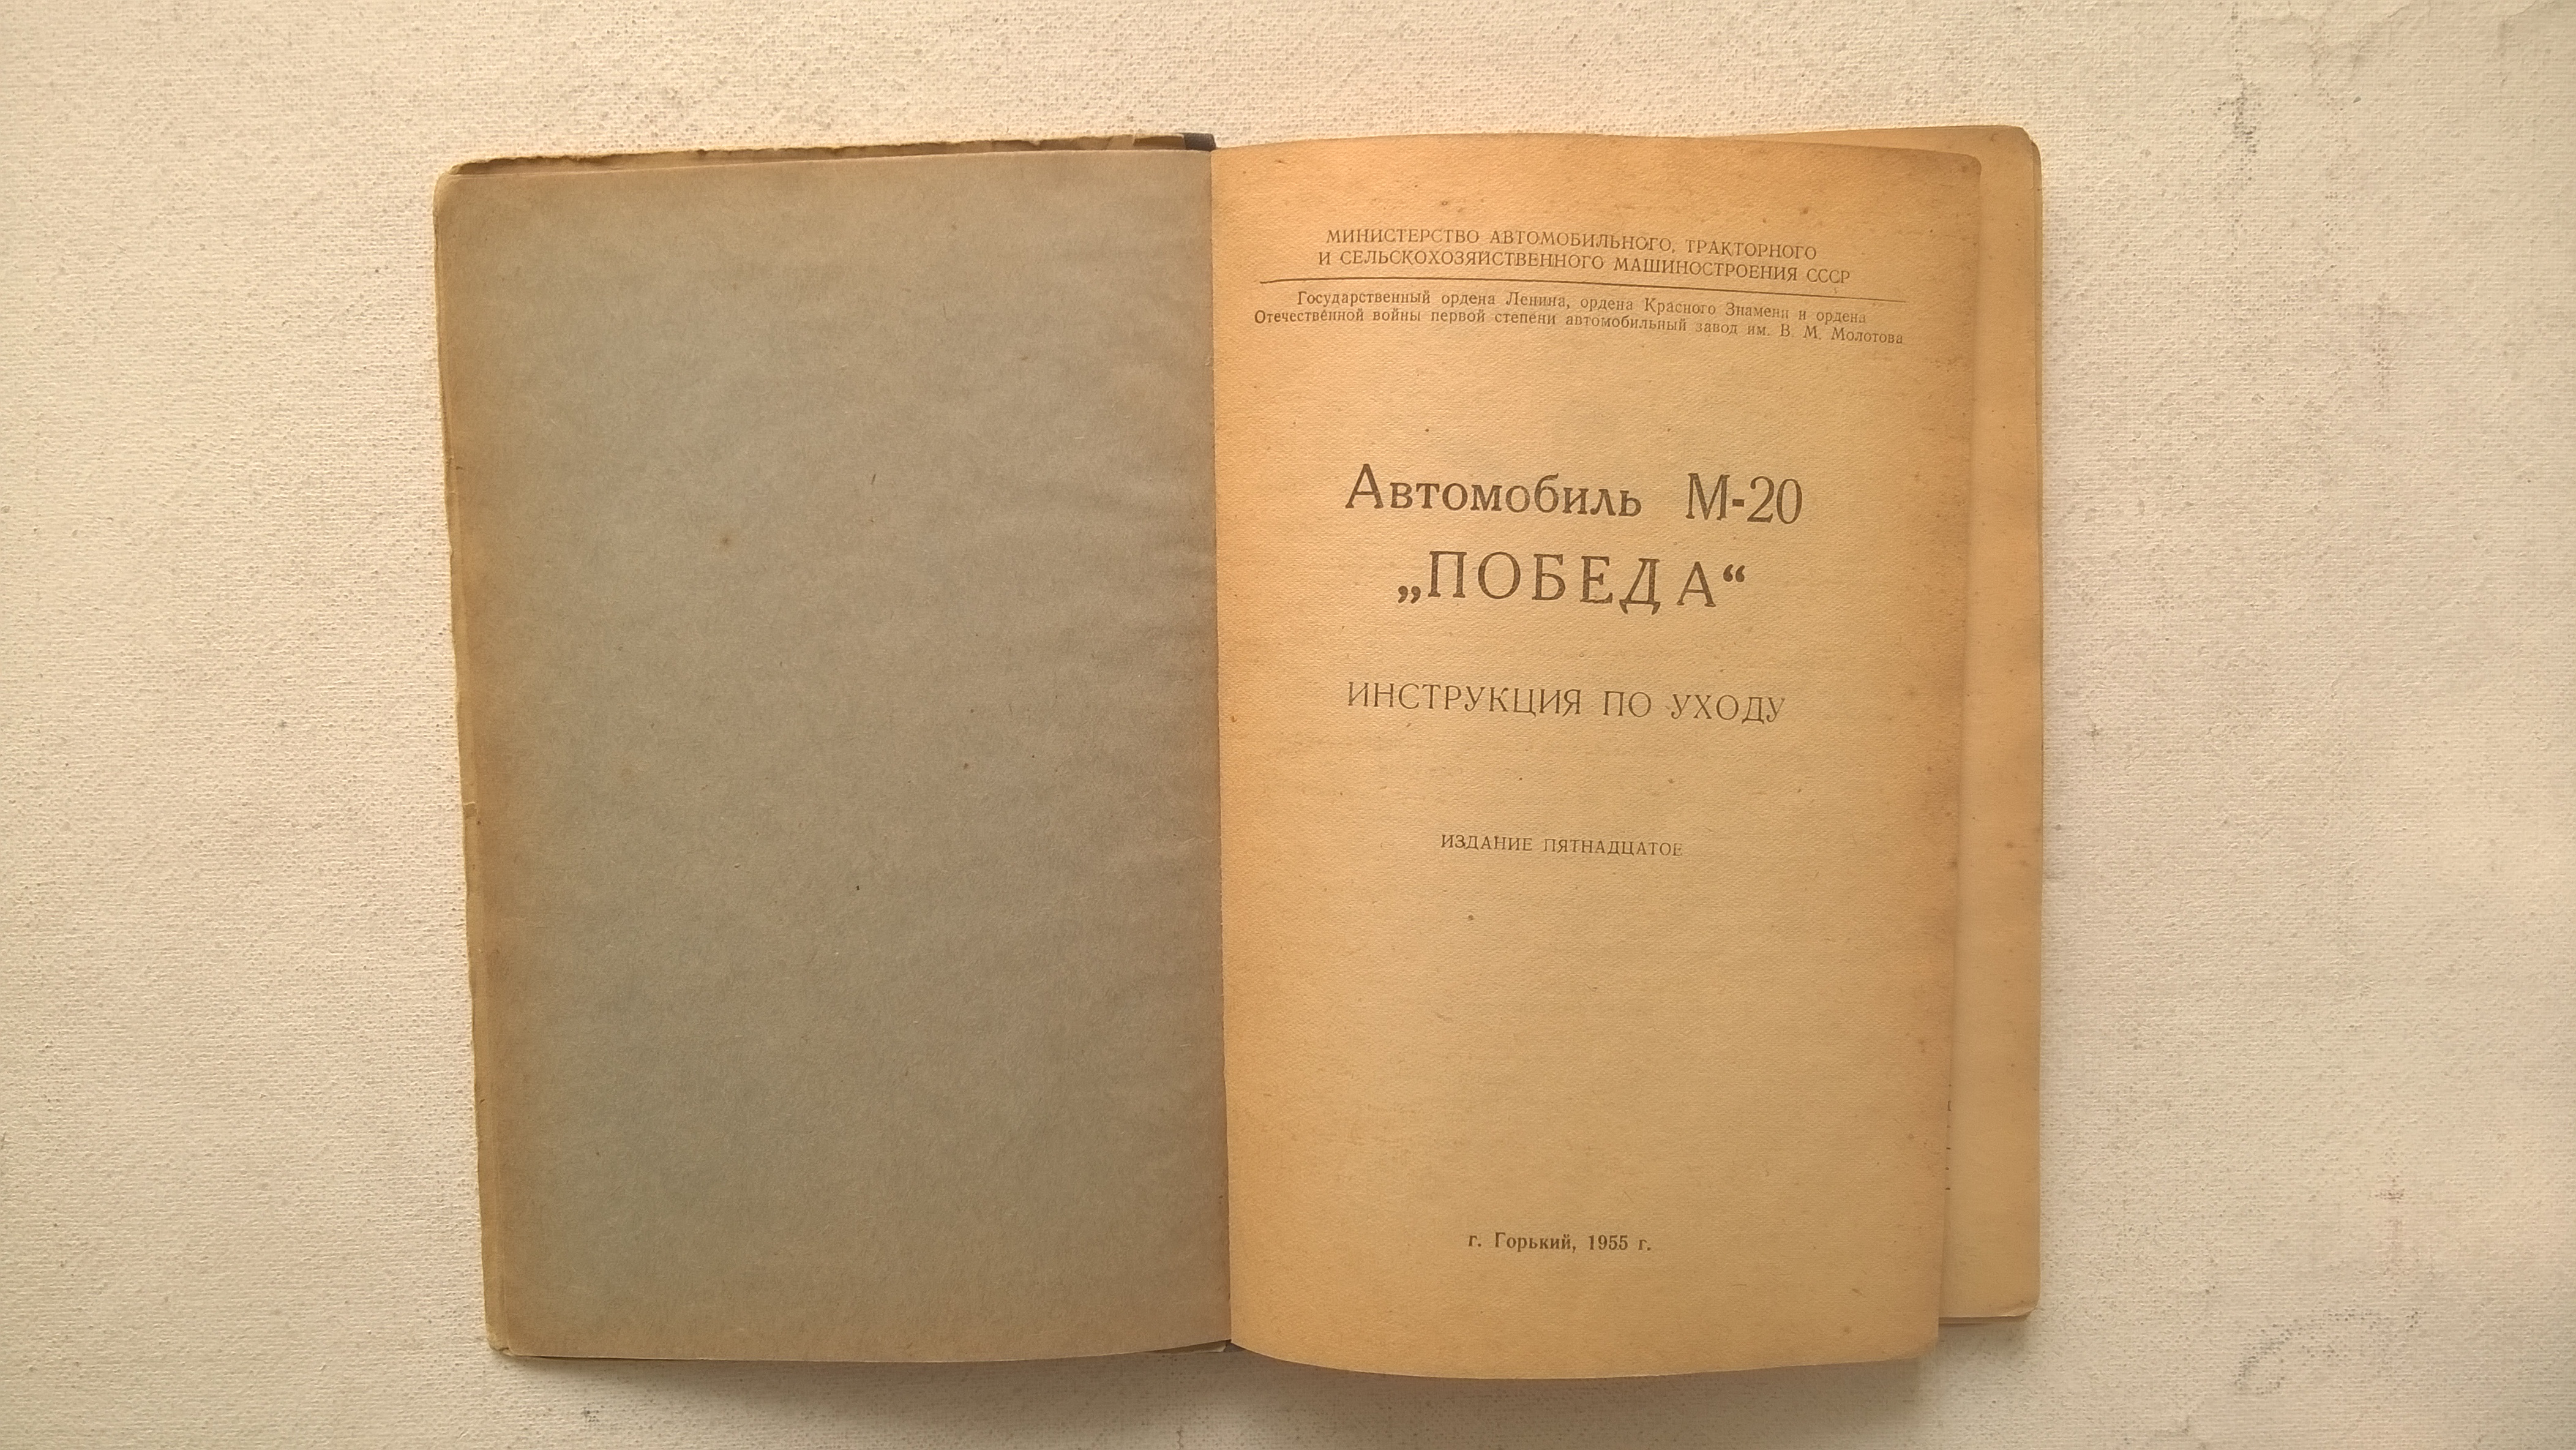 МИНИСТЕРСТВО АВТОМОБИЛЬНОГО, ТРАКТОРНОГО
И СЕЛЬСКОХОЗЯЙСТВЕННОГО МАШИНОСТРОЕНИЯ СССР
Государственный ордена Ленина, ордена Красного Знамени и ордена
Отечественной войны первой степени автомобильный завод им. В. М. Молотова
Автомобиль М-20
„ПОБЕДА“
ИНСТРУКЦИЯ ПО УХОДУ
ИЗДАНИЕ ПЯТНАДЦАТОЕ
г. Горький, 1955 г.